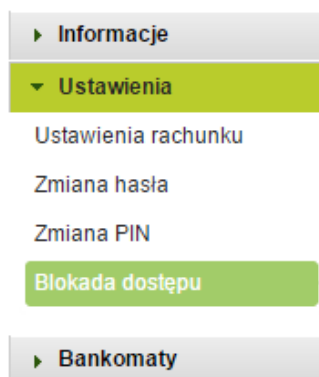 Informacje
Ustawienia
Ustawienia rachunku
Zmiana hasła
Zmiana PIN
Blokada dostępu
Bankomaty